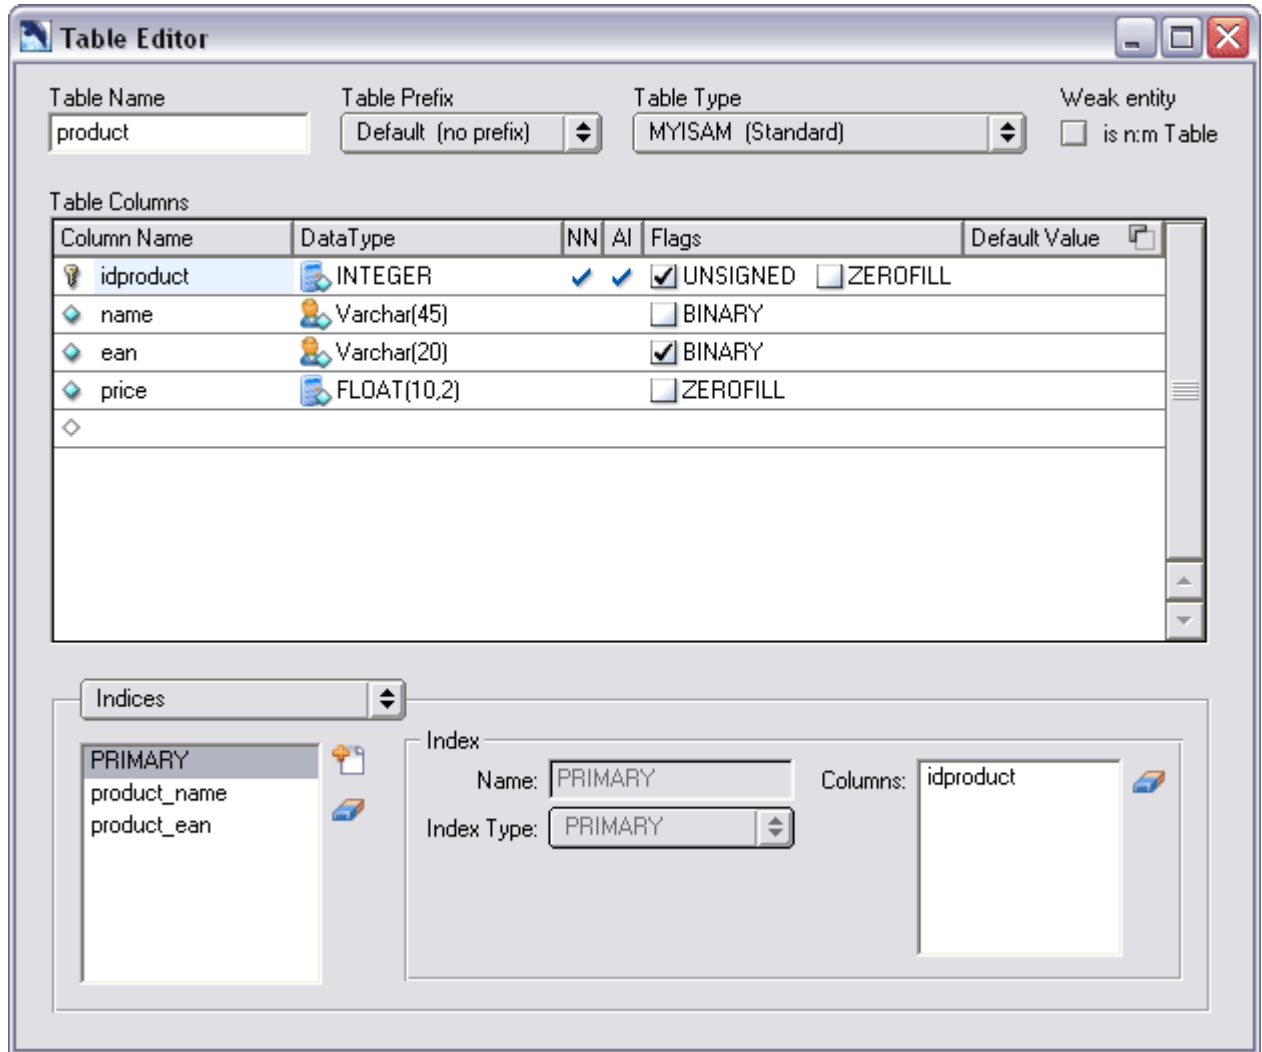 Table Editor
Table Name Table Prefix Table Type Weak entity
product Default (no prefix) MYISAM (Standard) is n:m Table
Table Columns
Column Name DataType NN AI Flags Default Value
idproduct INTEGER UNSIGNED ZEROFILL
name Varchar(45) BINARY
ean Varchar(20) BINARY
price FLOAT(10,2) ZEROFILL
Indices
Index
PRIMARY Name: PRIMARY Columns: idproduct
product_name
product_ean Index Type: PRIMARY